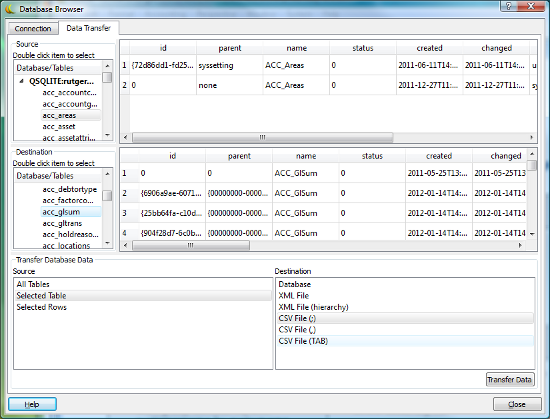 Database Browser
Connection Data Transfer
Source
Double click item to select
Database/Tables
QSQLITE:rutger...
acc_accountc...
acc_accountg...
acc_areas
acc_asset
acc_assetattri...
id parent name status created changed
1 {72d86dd1-fd25... syssetting ACC_Areas 0 2011-06-11T14:... 2011-06-11T14:... u
2 0 none ACC_Areas 0 2011-12-27T11:... 2011-12-27T11:... sy
Destination
Double click item to select
Database/Tables
acc_debtortype
acc_factorco...
acc_glsum
acc_gltrans
acc_holdreaso...
acc_locations
id parent name status created changed
1 0 0 ACC_GlSum 0 2011-05-25T13:... 2011-05-25T13
2 {6906a9ae-6071... {00000000-0000... ACC_GlSum 0 2012-01-14T14:... 2012-01-14T14
3 {25bb64fa-c10d... {00000000-0000... ACC_GlSum 0 2012-01-14T14:... 2012-01-14T14
4 {904f28d7-6c0b... {00000000-0000... ACC_GlSum 0 2012-01-14T14:... 2012-01-14T14
Transfer Database Data
Source
All Tables
Selected Table
Selected Rows
Destination
Database
XML File
XML File (hierarchy)
CSV File (;)
CSV File (,)
CSV File (TAB)
Transfer Data
Help Close